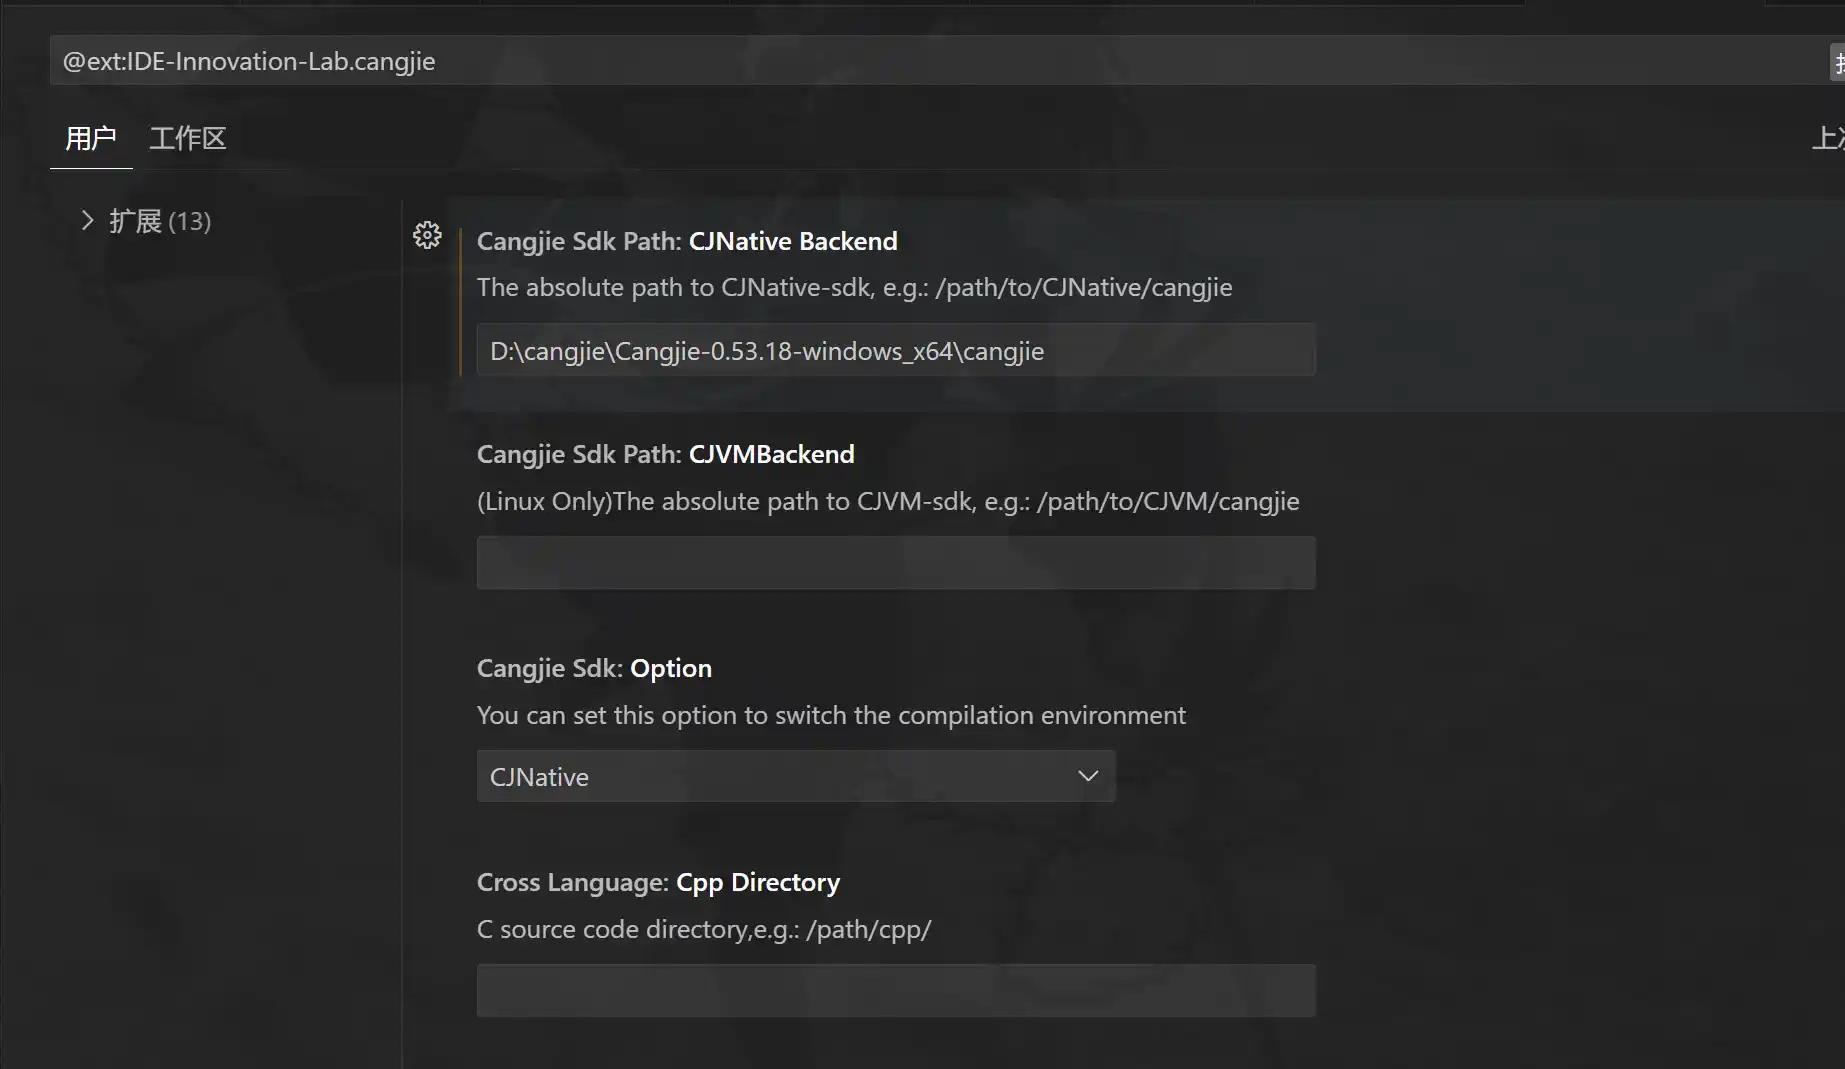 @ext:IDE-Innovation-Lab.cangjie
用户 工作区
扩展 (13)
Cangjie Sdk Path: CJNative Backend
The absolute path to CJNative-sdk, e.g.: /path/to/CJNative/cangjie
D:\cangjie\Cangjie-0.53.18-windows_x64\cangjie
Cangjie Sdk Path: CJVMBackend
(Linux Only)The absolute path to CJVM-sdk, e.g.: /path/to/CJVM/cangjie
Cangjie Sdk: Option
You can set this option to switch the compilation environment
CJNative
Cross Language: Cpp Directory
C source code directory,e.g.: /path/cpp/